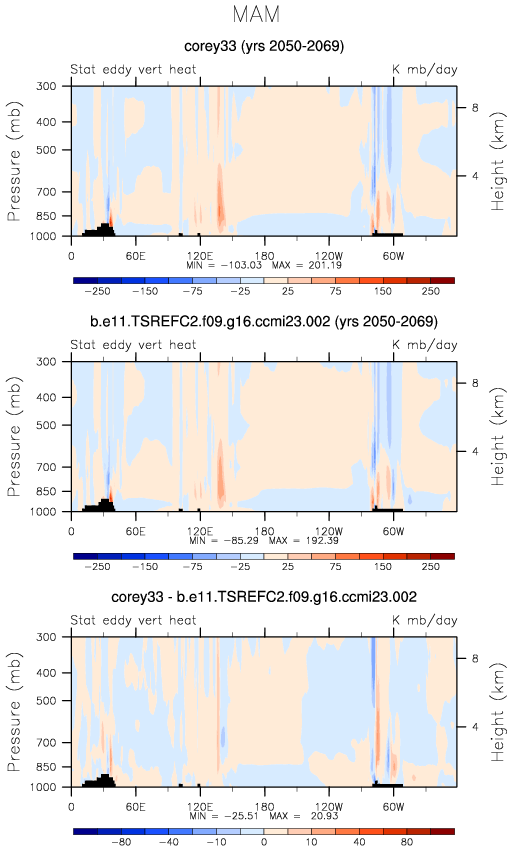 MAM
corey33 (yrs 2050-2069)
Stat eddy vert heat K mb/day
300
400
500
700
850
1000
Pressure (mb)
8
4
Height (km)
0 60E 120E 180 120W 60W
MIN = -103.03 MAX = 201.19
-250 -150 -75 -25 25 75 150 250
b.e11.TSREFC2.f09.g16.ccmi23.002 (yrs 2050-2069)
Stat eddy vert heat K mb/day
300
400
500
700
850
1000
Pressure (mb)
8
4
Height (km)
0 60E 120E 180 120W 60W
MIN = -85.29 MAX = 192.39
-250 -150 -75 -25 25 75 150 250
corey33 - b.e11.TSREFC2.f09.g16.ccmi23.002
Stat eddy vert heat K mb/day
300
400
500
700
850
1000
Pressure (mb)
8
4
Height (km)
0 60E 120E 180 120W 60W
MIN = -25.51 MAX = 20.93
-80 -40 -10 0 10 40 80